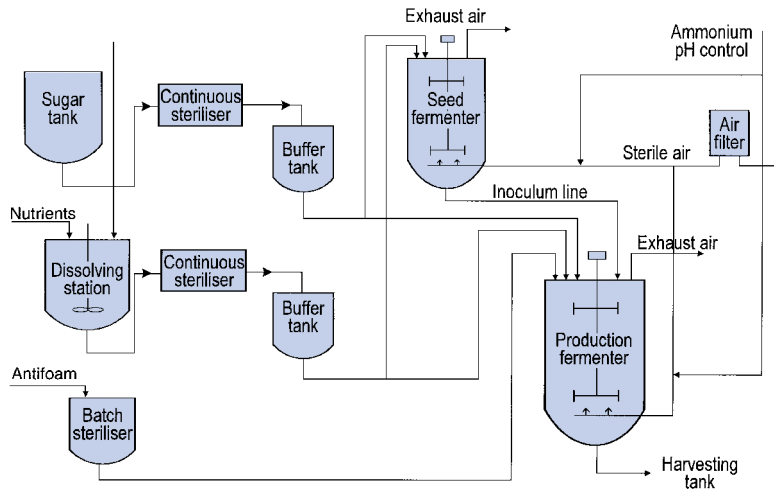 Exhaust air
Ammonium
pH control
Sugar
tank
Continuous
steriliser
Seed
fermenter
Air
filter
Buffer
tank
Sterile air
Inoculum line
Nutrients
Exhaust air
Dissolving
station
Continuous
steriliser
Buffer
tank
Production
fermenter
Antifoam
Batch
steriliser
Harvesting
tank